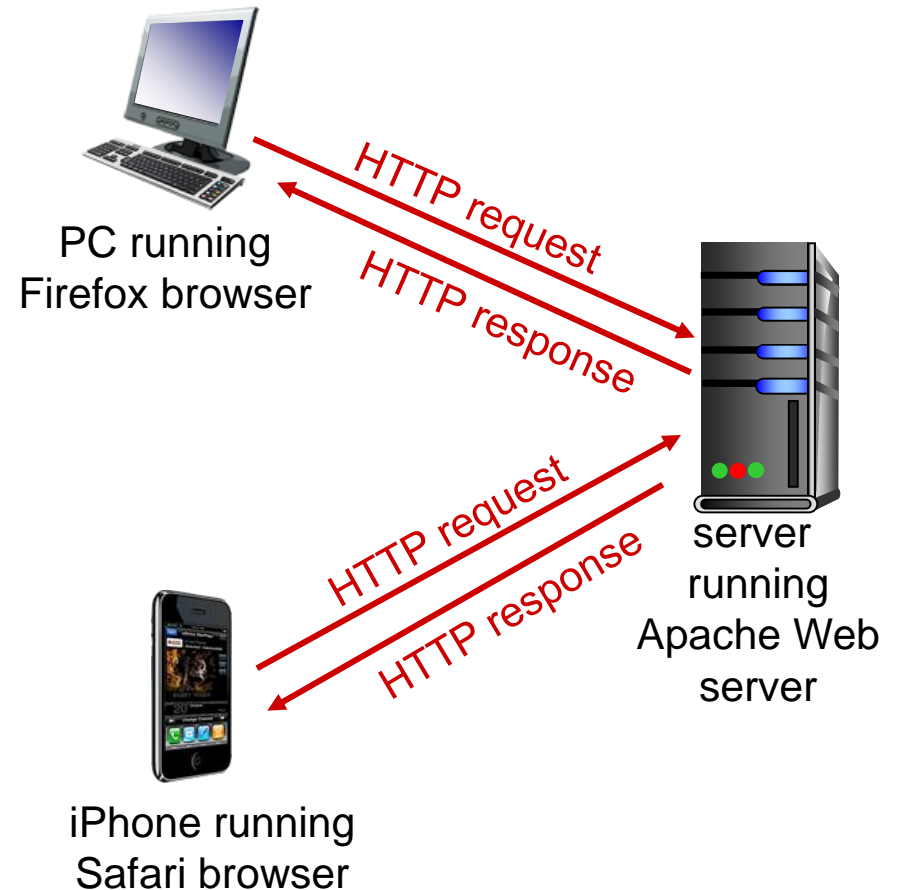 HTTP request
HTTP response
PC running
Firefox browser
HTTP request
HTTP response
server
running
Apache Web
server
iPhone running
Safari browser